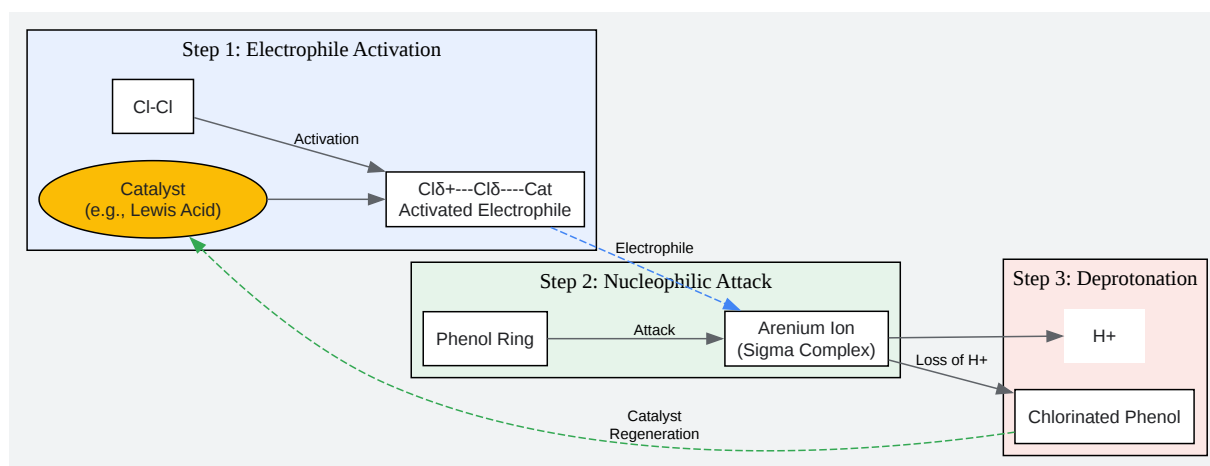 Step 1: Electrophile Activation
Cl-Cl
Activation
Catalyst
(e.g., Lewis Acid)
Clδ+---Clδ----Cat
Activated Electrophile
Electrophile
Step 2: Nucleophilic Attack
Phenol Ring
Attack
Arenium Ion
(Sigma Complex)
Step 3: Deprotonation
H+
Loss of H+
Chlorinated Phenol
Catalyst
Regeneration